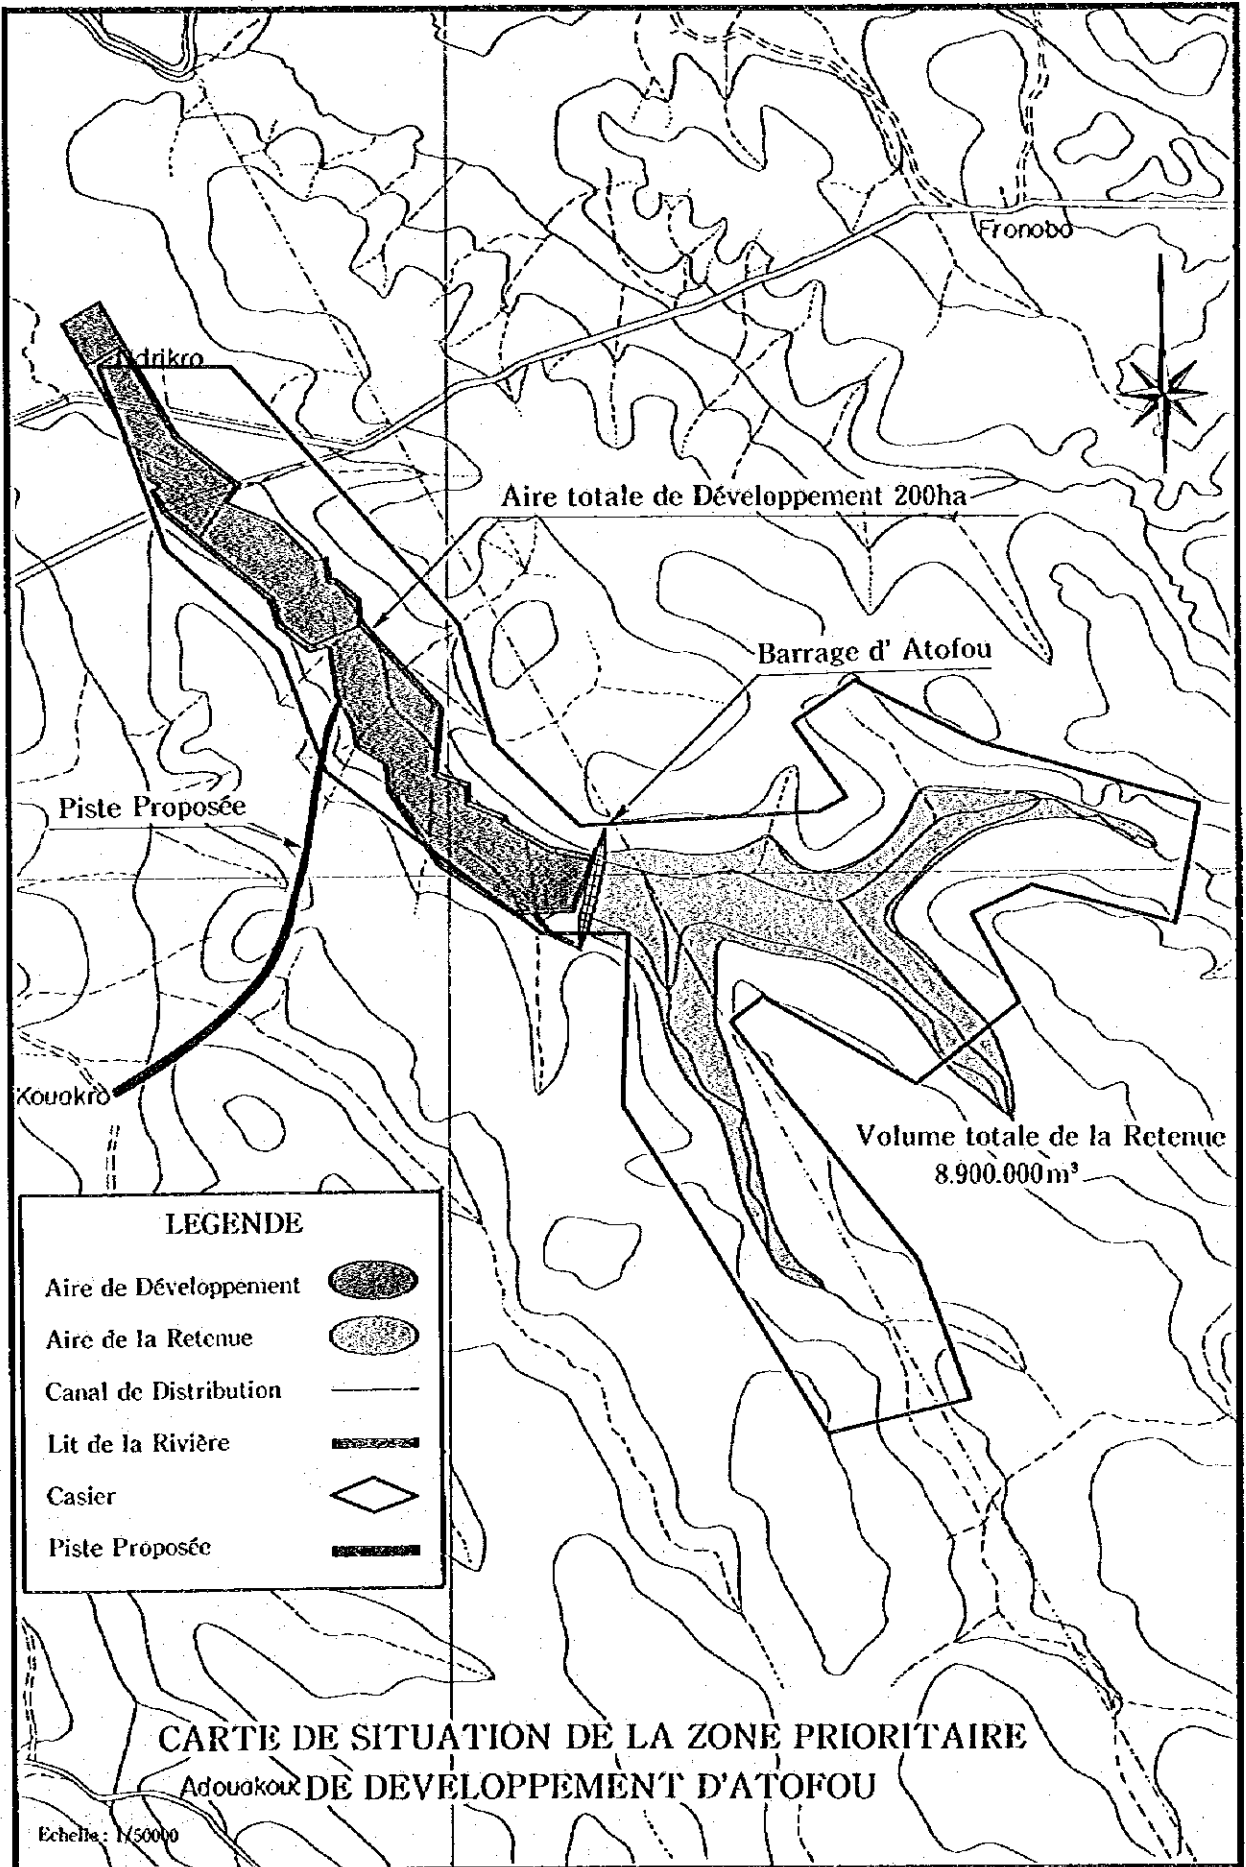 Fronobo
Ndrikro
Aire totale de Développement 200ha
Barrage d' Atofou
Piste Proposée
Kouakro
Volume totale de la Retenue
8.900.000m³
LEGENDE
Aire de Développement
Aire de la Retenue
Canal de Distribution
Lit de la Rivière
Casier
Piste Proposée
CARTE DE SITUATION DE LA ZONE PRIORITAIRE
Adouakoux DE DEVELOPPEMENT D'ATOFOU
Echelle : 1/50000